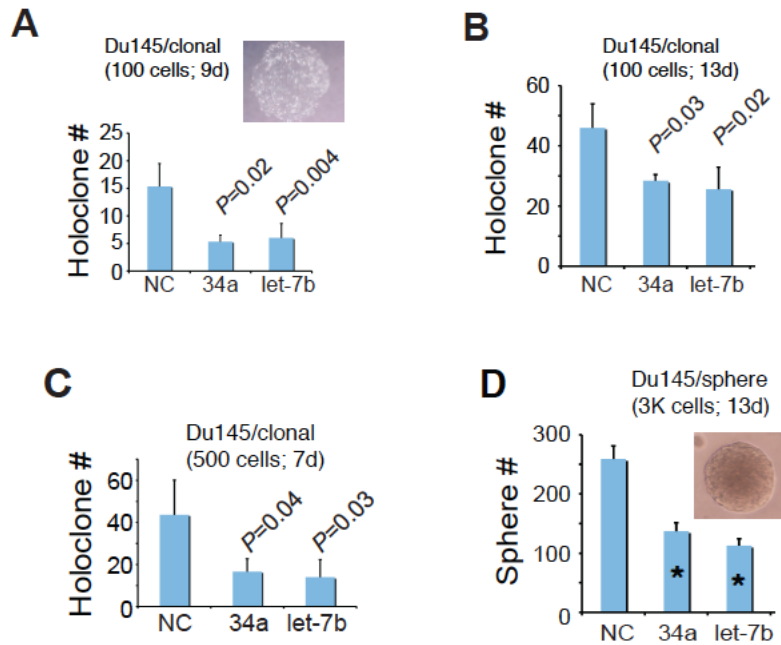 A
Du145/clonal
(100 cells; 9d)
Holoclone #
25
20
15
10
5
0
P=0.02
P=0.004
NC 34a let-7b
B
Du145/clonal
(100 cells; 13d)
Holoclone #
60
40
20
0
P=0.03
P=0.02
NC 34a let-7b
C
Du145/clonal
(500 cells; 7d)
Holoclone #
60
40
20
0
P=0.04
P=0.03
NC 34a let-7b
D
Du145/sphere
(3K cells; 13d)
Sphere #
300
200
100
0
* *
NC 34a let-7b